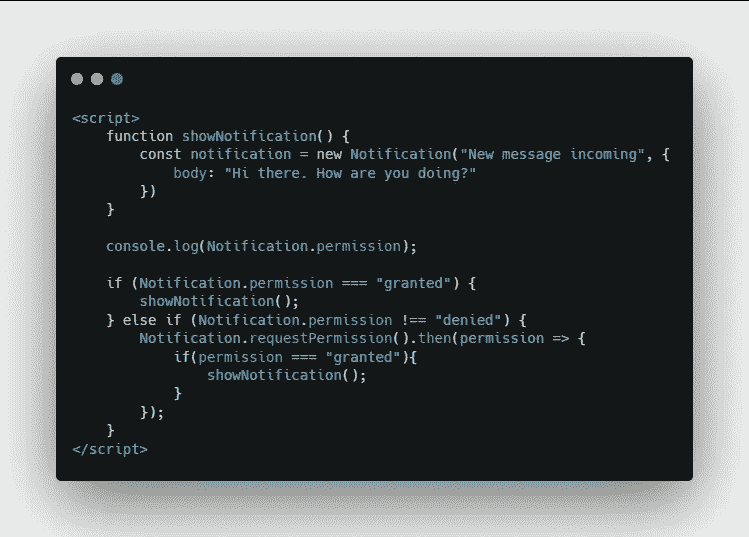 <script>
    function showNotification() {
        const notification = new Notification("New message incoming", {
            body: "Hi there. How are you doing?"
        })
    }

    console.log(Notification.permission);

    if (Notification.permission === "granted") {
        showNotification();
    } else if (Notification.permission !== "denied") {
        Notification.requestPermission().then(permission => {
            if(permission === "granted"){
                showNotification();
            }
        });
    }
</script>